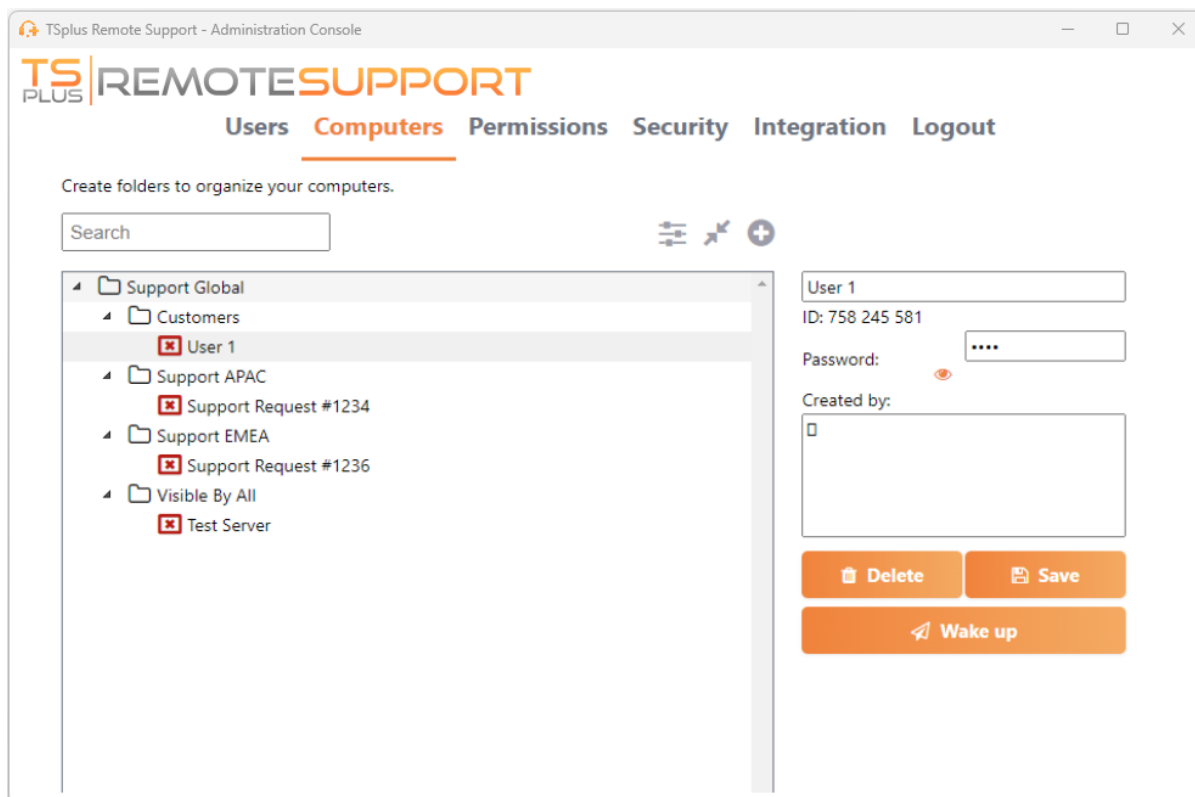 TSplus Remote Support - Administration Console
TS PLUS REMOTESUPPORT
Users Computers Permissions Security Integration Logout
Create folders to organize your computers.
Search
Support Global
Customers
User 1
Support APAC
Support Request #1234
Support EMEA
Support Request #1236
Visible By All
Test Server
User 1
ID: 758 245 581
Password: ••••
Created by:
Delete Save
Wake up